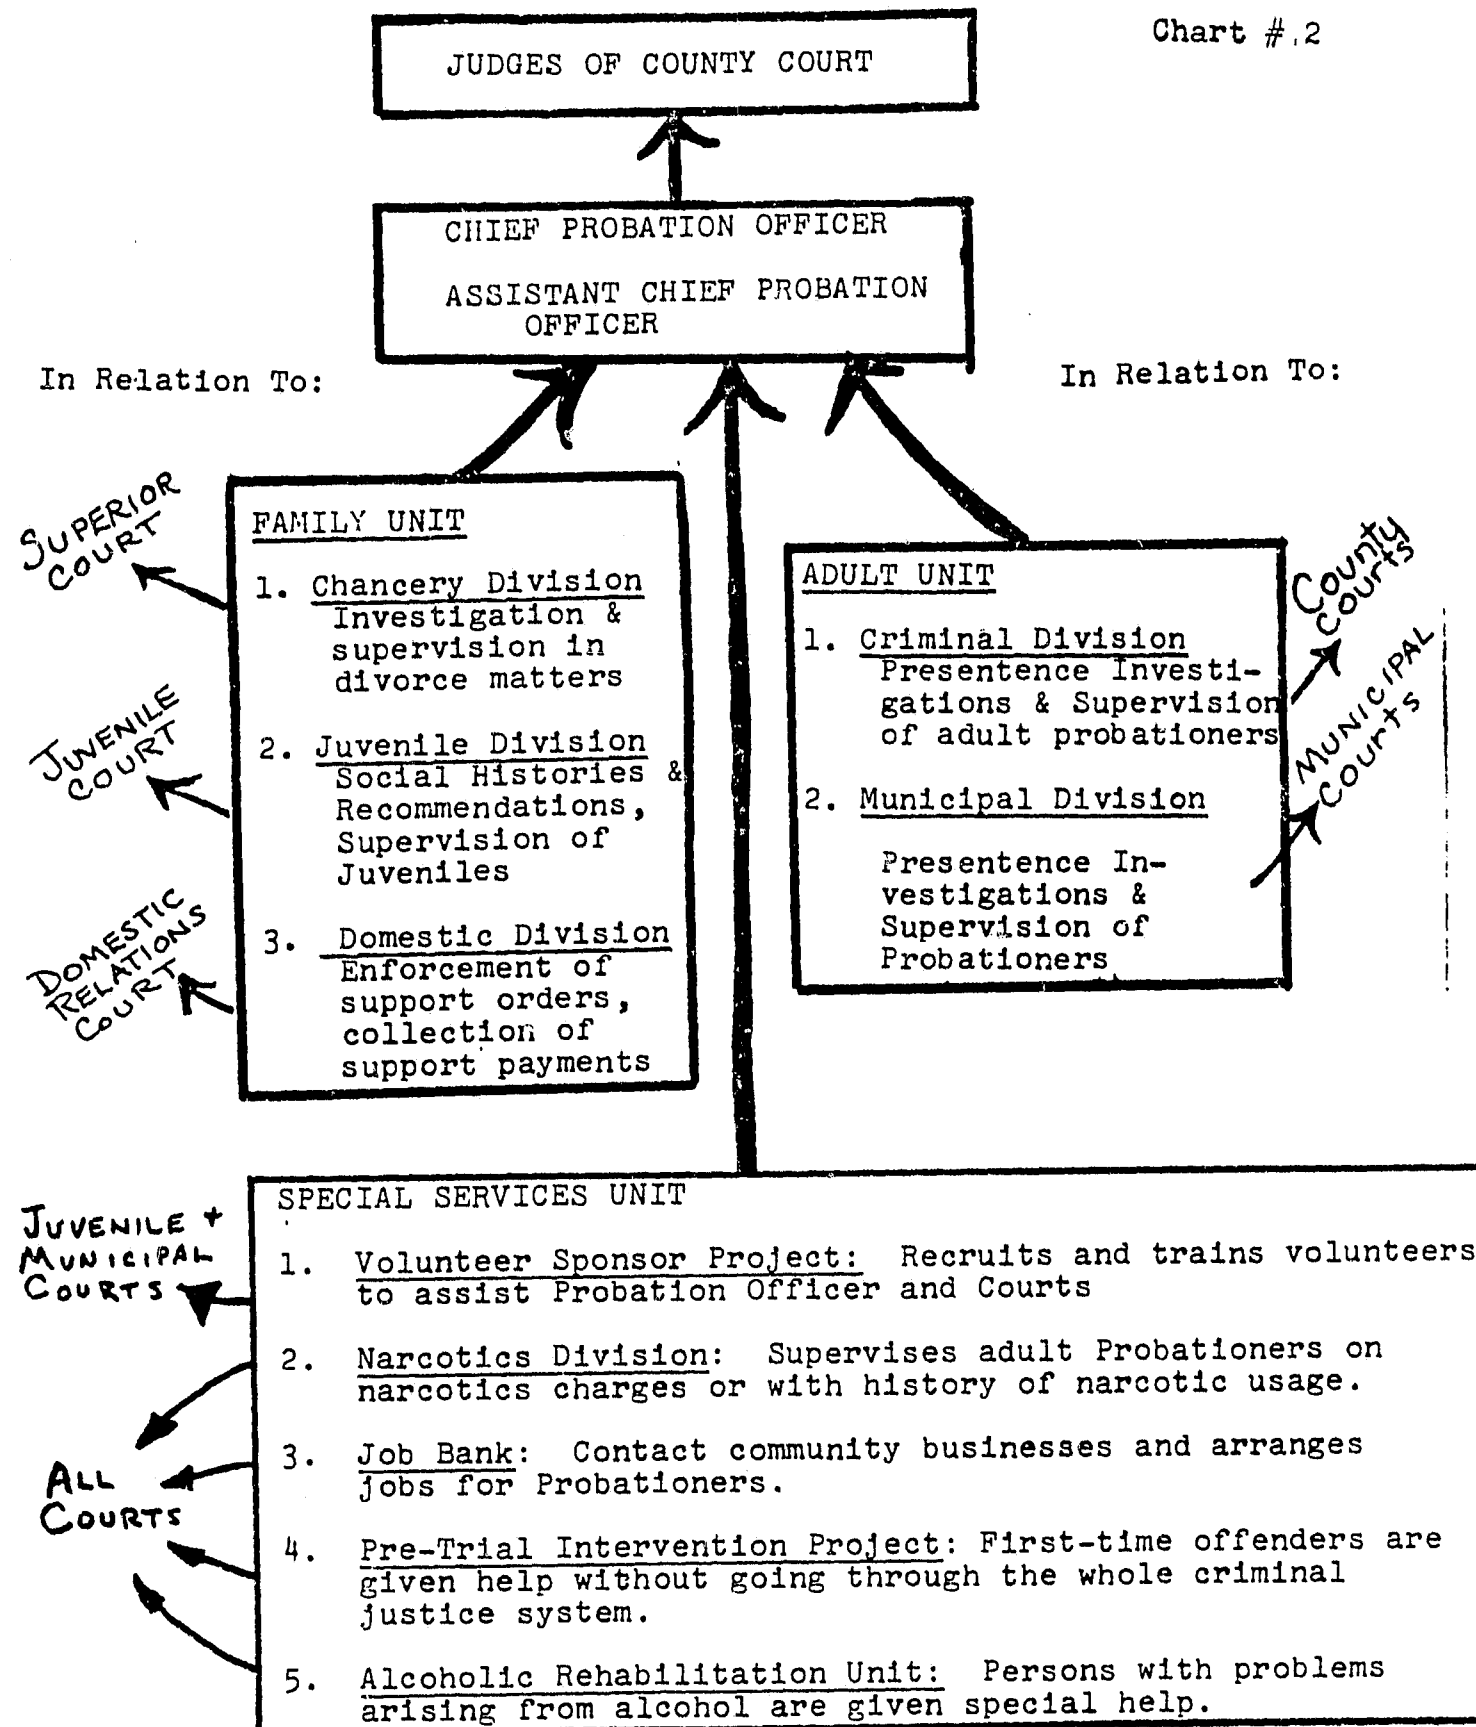 Chart #.2
JUDGES OF COUNTY COURT
CHIEF PROBATION OFFICER
ASSISTANT CHIEF PROBATION
OFFICER
In Relation To:
In Relation To:
SUPERIOR
COURT
JUVENILE
COURT
DOMESTIC
RELATIONS
COURT
FAMILY UNIT
1. Chancery Division
Investigation &
supervision in
divorce matters
2. Juvenile Division
Social Histories &
Recommendations,
Supervision of
Juveniles
3. Domestic Division
Enforcement of
support orders,
collection of
support payments
ADULT UNIT
1. Criminal Division
Presentence Investi-
gations & Supervision
of adult probationers
2. Municipal Division
Presentence In-
vestigations &
Supervision of
Probationers
County
Courts
MUNICIPAL
Courts
JUVENILE +
MUNICIPAL
COURTS
ALL
COURTS
SPECIAL SERVICES UNIT
1. Volunteer Sponsor Project: Recruits and trains volunteers
to assist Probation Officer and Courts
2. Narcotics Division: Supervises adult Probationers on
narcotics charges or with history of narcotic usage.
3. Job Bank: Contact community businesses and arranges
jobs for Probationers.
4. Pre-Trial Intervention Project: First-time offenders are
given help without going through the whole criminal
justice system.
5. Alcoholic Rehabilitation Unit: Persons with problems
arising from alcohol are given special help.